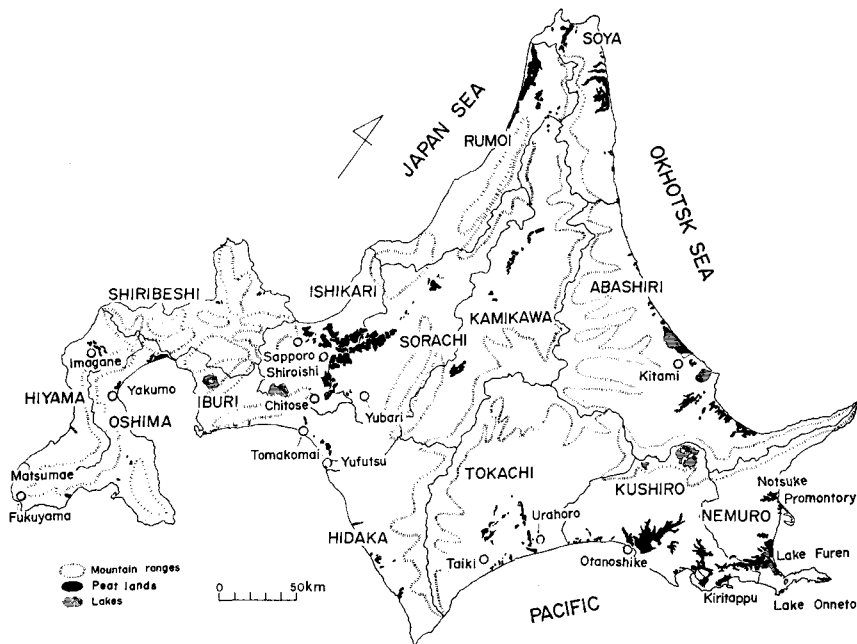 SOYA
JAPAN SEA
RUMOI
OKHOTSK SEA
SHIRIBESHI
ISHIKARI
ABASHIRI
KAMIKAWA
SORACHI
Imagane
Sapporo
Shiroishi
Kitami
HIYAMA
Yakumo
IBURI
Chitose
Yubari
OSHIMA
Tomakomai
Yufutsu
TOKACHI
KUSHIRO
Matsumae
Notsuke
Promontory
Fukuyama
HIDAKA
Urahoro
NEMURO
Taiki
Otanoshike
Lake Furen
Kiritappu
Lake Onneto
PACIFIC
Mountain ranges
Peat lands
Lakes
0 50km